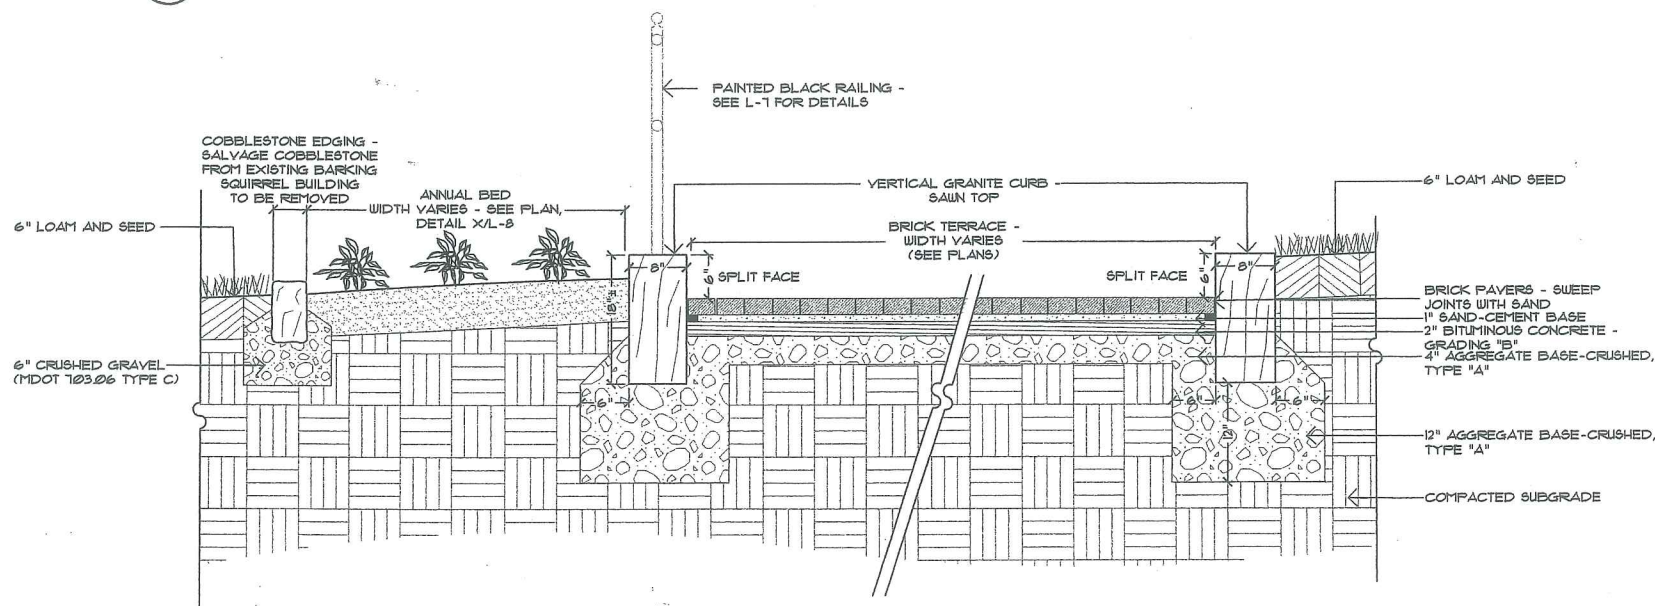 PAINTED BLACK RAILING -
SEE L-7 FOR DETAILS
COBBLESTONE EDGING -
SALVAGE COBBLESTONE
FROM EXISTING BARKING
SQUIRREL BUILDING
TO BE REMOVED
ANNUAL BED
WIDTH VARIES - SEE PLAN,
DETAIL X/L-8
6" LOAM AND SEED
VERTICAL GRANITE CURB -
SAWN TOP
BRICK TERRACE -
WIDTH VARIES
(SEE PLANS)
6" LOAM AND SEED
8"
6"
SPLIT FACE
SPLIT FACE
6"
8"
18"±
BRICK PAVERS - SWEEP
JOINTS WITH SAND
1" SAND-CEMENT BASE
2" BITUMINOUS CONCRETE -
GRADING "B"
4" AGGREGATE BASE-CRUSHED,
TYPE "A"
6" CRUSHED GRAVEL
(MDOT 703.06 TYPE C)
6"
6"
6"
12"
12" AGGREGATE BASE-CRUSHED,
TYPE "A"
COMPACTED SUBGRADE